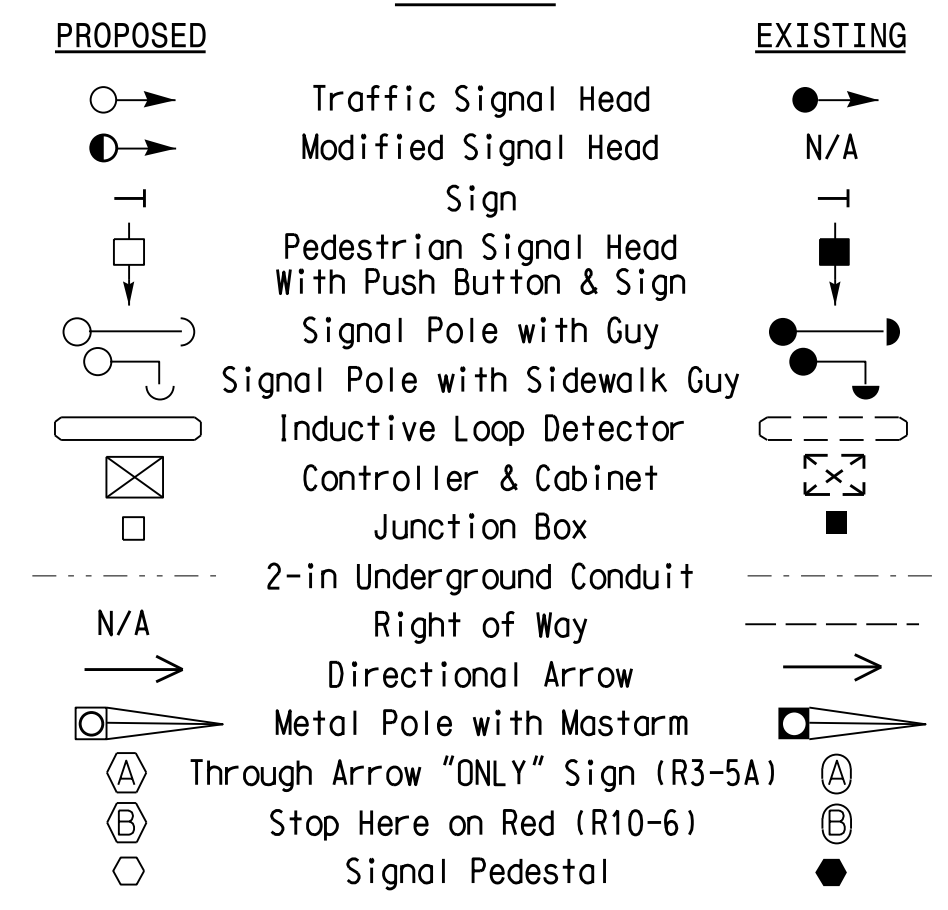 PROPOSED EXISTING
Traffic Signal Head
Modified Signal Head N/A
Sign
Pedestrian Signal Head
With Push Button & Sign
Signal Pole with Guy
Signal Pole with Sidewalk Guy
Inductive Loop Detector
Controller & Cabinet
Junction Box
2-in Underground Conduit
N/A Right of Way
Directional Arrow
Metal Pole with Mastarm
A Through Arrow "ONLY" Sign (R3-5A) A
B Stop Here on Red (R10-6) B
Signal Pedestal